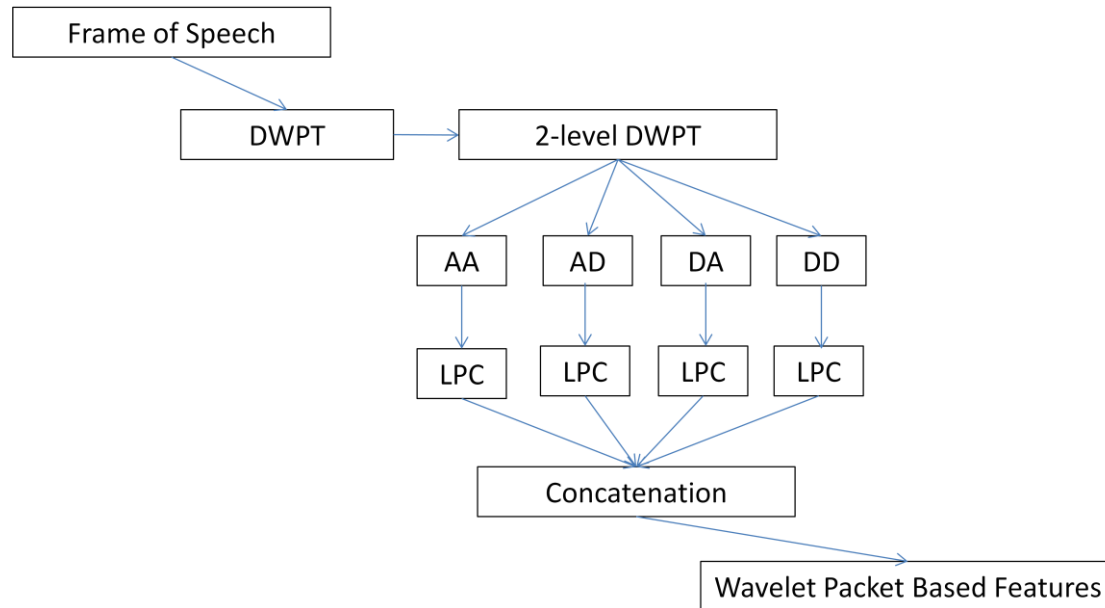 Frame of Speech
DWPT
2-level DWPT
AA
AD
DA
DD
LPC
LPC
LPC
LPC
Concatenation
Wavelet Packet Based Features